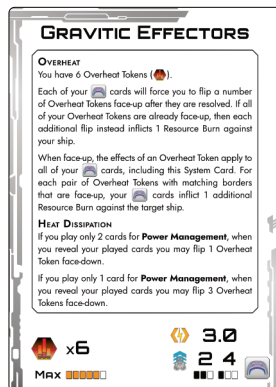 GRAVITIC EFFECTORS
OVERHEAT
You have 6 Overheat Tokens ( ).
Each of your cards will force you to flip a number
of Overheat Tokens face-up after they are resolved. If all
of your Overheat Tokens are already face-up, then each
additional flip instead inflicts 1 Resource Burn against
your ship.
When face-up, the effects of an Overheat Token apply to
all of your cards, including this System Card. For
each pair of Overheat Tokens with matching borders
that are face-up, your cards inflict 1 additional
Resource Burn against the target ship.
HEAT DISSIPATION
If you play only 2 cards for Power Management, when
you reveal your played cards you may flip 1 Overheat
Token face-down.
If you play only 1 card for Power Management, when
you reveal your played cards you may flip 3 Overheat
Tokens face-down.
x6
3.0
MAX
2 4